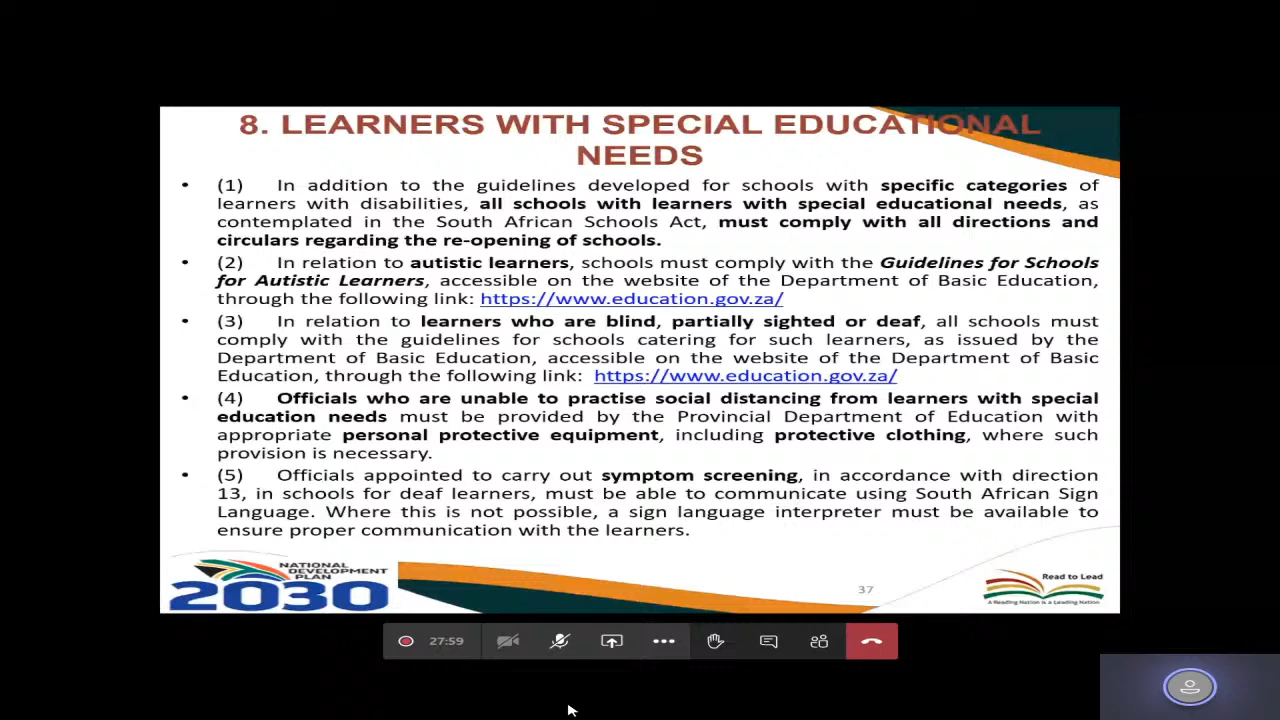 8. LEARNERS WITH SPECIAL EDUCATIONAL
NEEDS
• (1) In addition to the guidelines developed for schools with specific categories of
learners with disabilities, all schools with learners with special educational needs, as
contemplated in the South African Schools Act, must comply with all directions and
circulars regarding the re-opening of schools.
• (2) In relation to autistic learners, schools must comply with the Guidelines for Schools
for Autistic Learners, accessible on the website of the Department of Basic Education,
through the following link: https://www.education.gov.za/
• (3) In relation to learners who are blind, partially sighted or deaf, all schools must
comply with the guidelines for schools catering for such learners, as issued by the
Department of Basic Education, accessible on the website of the Department of Basic
Education, through the following link: https://www.education.gov.za/
• (4) Officials who are unable to practise social distancing from learners with special
education needs must be provided by the Provincial Department of Education with
appropriate personal protective equipment, including protective clothing, where such
provision is necessary.
• (5) Officials appointed to carry out symptom screening, in accordance with direction
13, in schools for deaf learners, must be able to communicate using South African Sign
Language. Where this is not possible, a sign language interpreter must be available to
ensure proper communication with the learners.
NATIONAL
DEVELOPMENT
PLAN
2030
37
Read to Lead
A Reading Nation is a Leading Nation
27:59